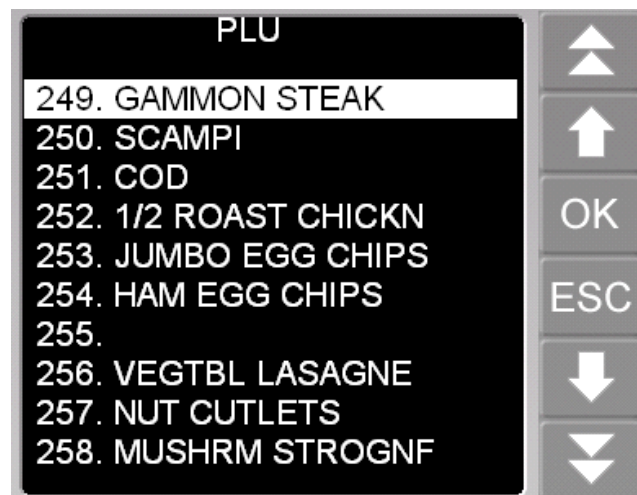 PLU
249. GAMMON STEAK
250. SCAMPI
251. COD
252. 1/2 ROAST CHICKN
253. JUMBO EGG CHIPS
254. HAM EGG CHIPS
255.
256. VEGTBL LASAGNE
257. NUT CUTLETS
258. MUSHRM STROGNF
OK
ESC